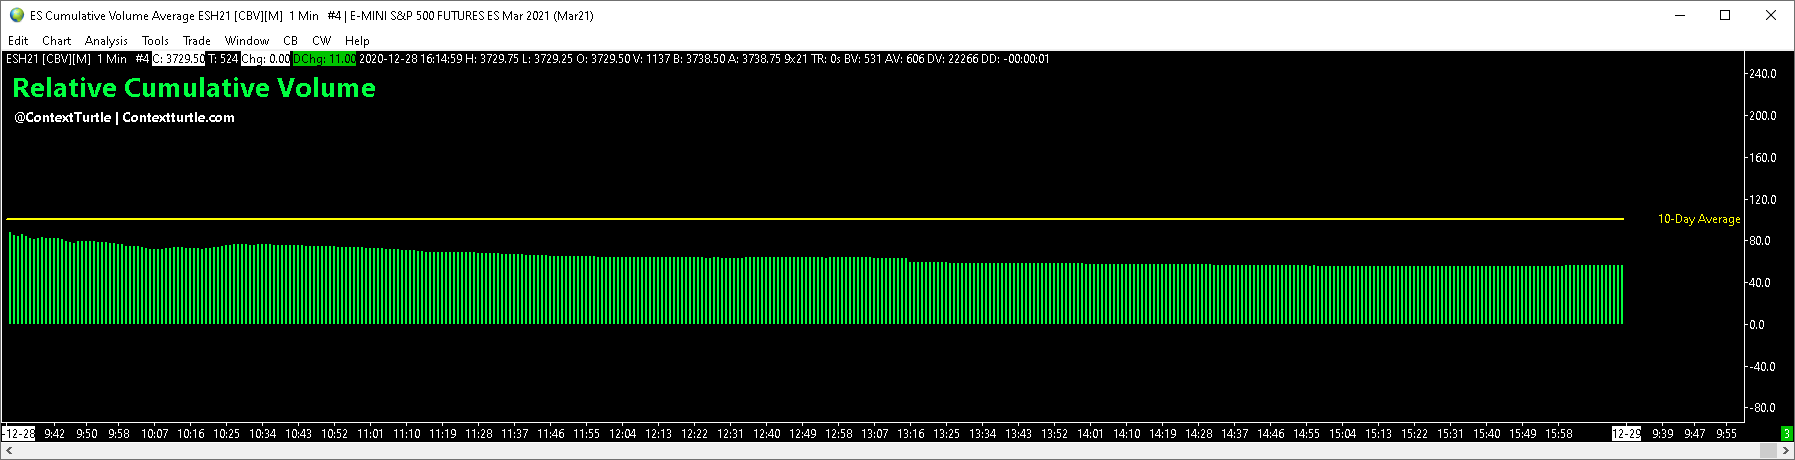 ES Cumulative Volume Average ESH21 [CBV][M] 1 Min #4 | E-MINI S&P 500 FUTURES ES Mar 2021 (Mar21)
Edit Chart Analysis Tools Trade Window CB CW Help
ESH21 [CBV][M] 1 Min #4 C: 3729.50 T: 524 Chg: 0.00 DChg: 11.00 2020-12-28 16:14:59 H: 3729.75 L: 3729.25 O: 3729.50 V: 1137 B: 3738.50 A: 3738.75 9x21 TR: 0s BV: 531 AV: 606 DV: 22266 DD: -00:00:01
Relative Cumulative Volume
@ContextTurtle | Contextturtle.com
240.0
200.0
160.0
120.0
10-Day Average
80.0
40.0
0.0
-40.0
-80.0
-12-28 9:42 9:50 9:58 10:07 10:16 10:25 10:34 10:43 10:52 11:01 11:10 11:19 11:28 11:37 11:46 11:55 12:04 12:13 12:22 12:31 12:40 12:49 12:58 13:07 13:16 13:25 13:34 13:43 13:52 14:01 14:10 14:19 14:28 14:37 14:46 14:55 15:04 15:13 15:22 15:31 15:40 15:49 15:58 12-29 9:39 9:47 9:55 3